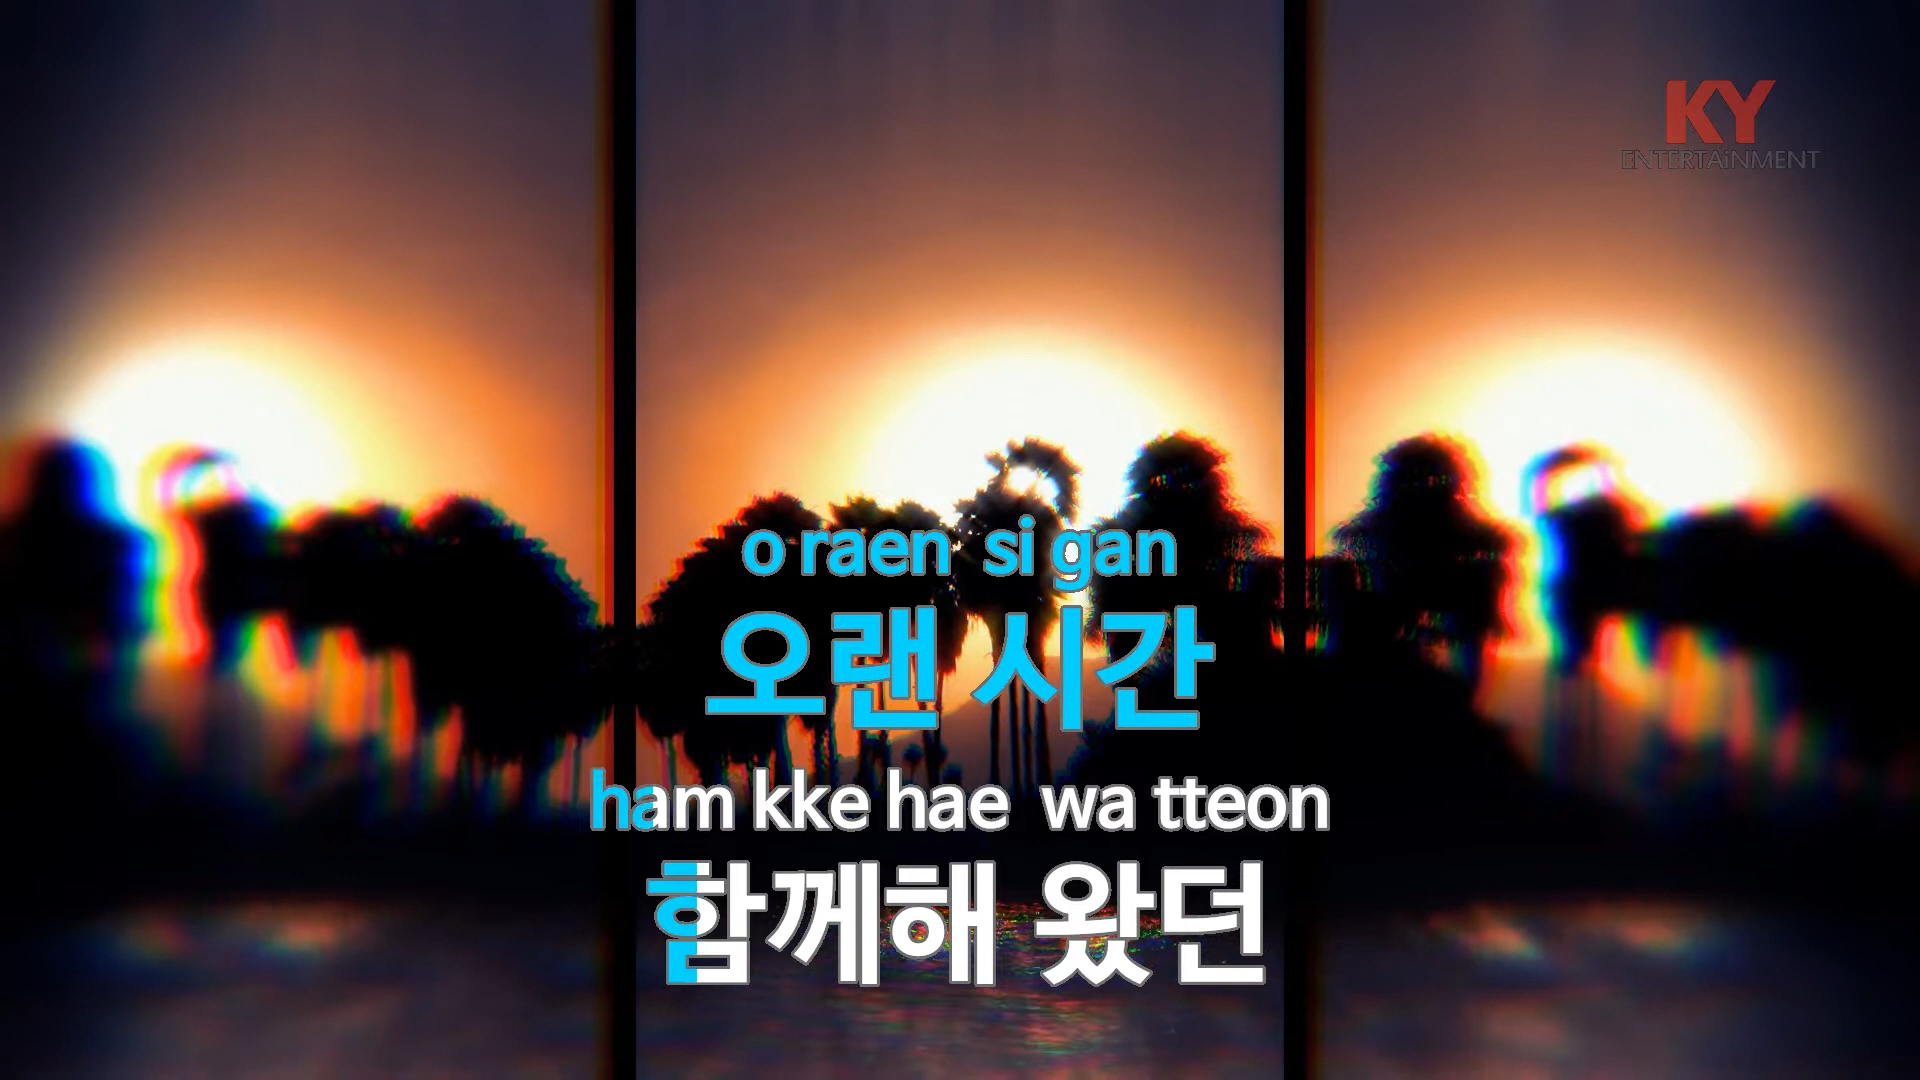 KY
ENTERTAiNMENT
o raen si gan
오랜 시간
ham kke hae wa tteon
함께해 왔던